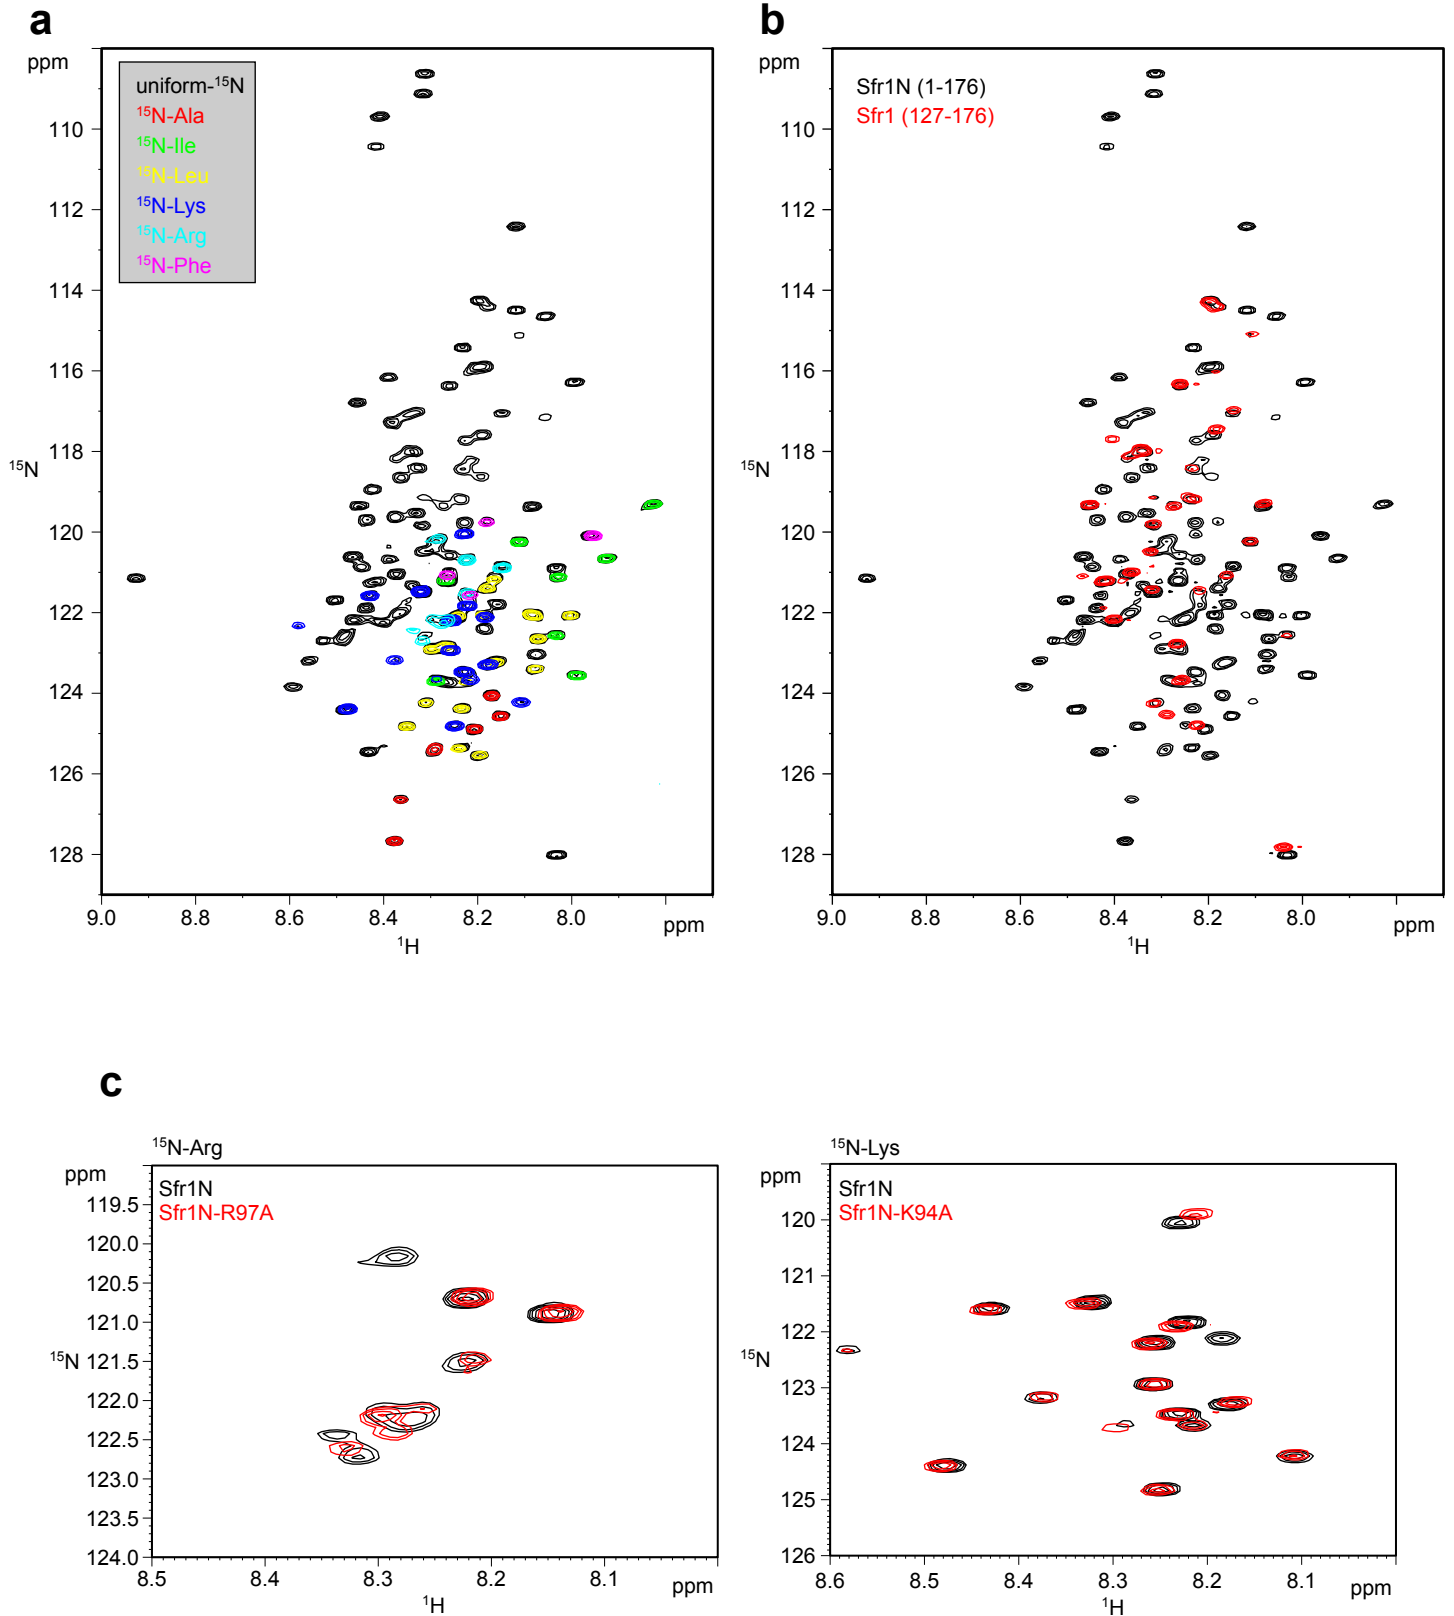 a
ppm
uniform-¹⁵N
¹⁵N-Ala
¹⁵N-Ile
¹⁵N-Leu
¹⁵N-Lys
¹⁵N-Arg
¹⁵N-Phe
110
112
114
116
118
¹⁵N
120
122
124
126
128
9.0
8.8
8.6
8.4
8.2
8.0
ppm
¹H
b
ppm
Sfr1N (1-176)
Sfr1 (127-176)
110
112
114
116
118
¹⁵N
120
122
124
126
128
9.0
8.8
8.6
8.4
8.2
8.0
ppm
¹H
c
¹⁵N-Arg
ppm
Sfr1N
Sfr1N-R97A
119.5
120.0
120.5
121.0
¹⁵N
121.5
122.0
122.5
123.0
123.5
124.0
8.5
8.4
8.3
8.2
8.1
ppm
¹H
¹⁵N-Lys
ppm
Sfr1N
Sfr1N-K94A
120
121
122
¹⁵N
123
124
125
126
8.6
8.5
8.4
8.3
8.2
8.1
ppm
¹H